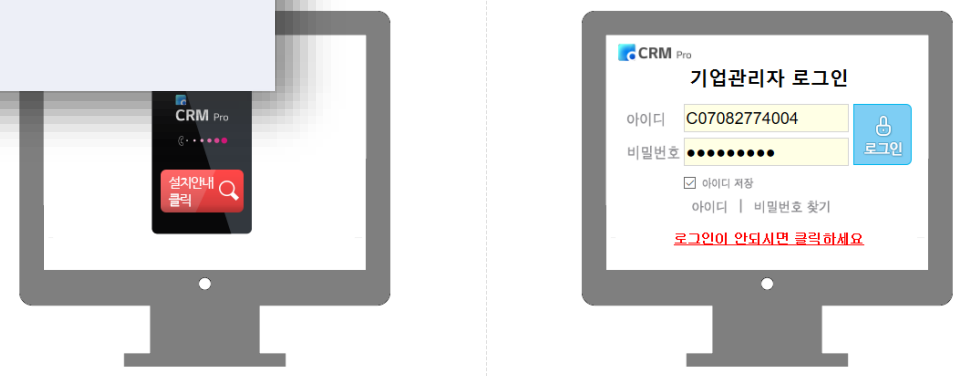 CRM Pro
설치안내
클릭
CRM Pro
기업관리자 로그인
아이디
C07082774004
로그인
비밀번호
●●●●●●●●●
아이디 저장
아이디 | 비밀번호 찾기
로그인이 안되시면 클릭하세요